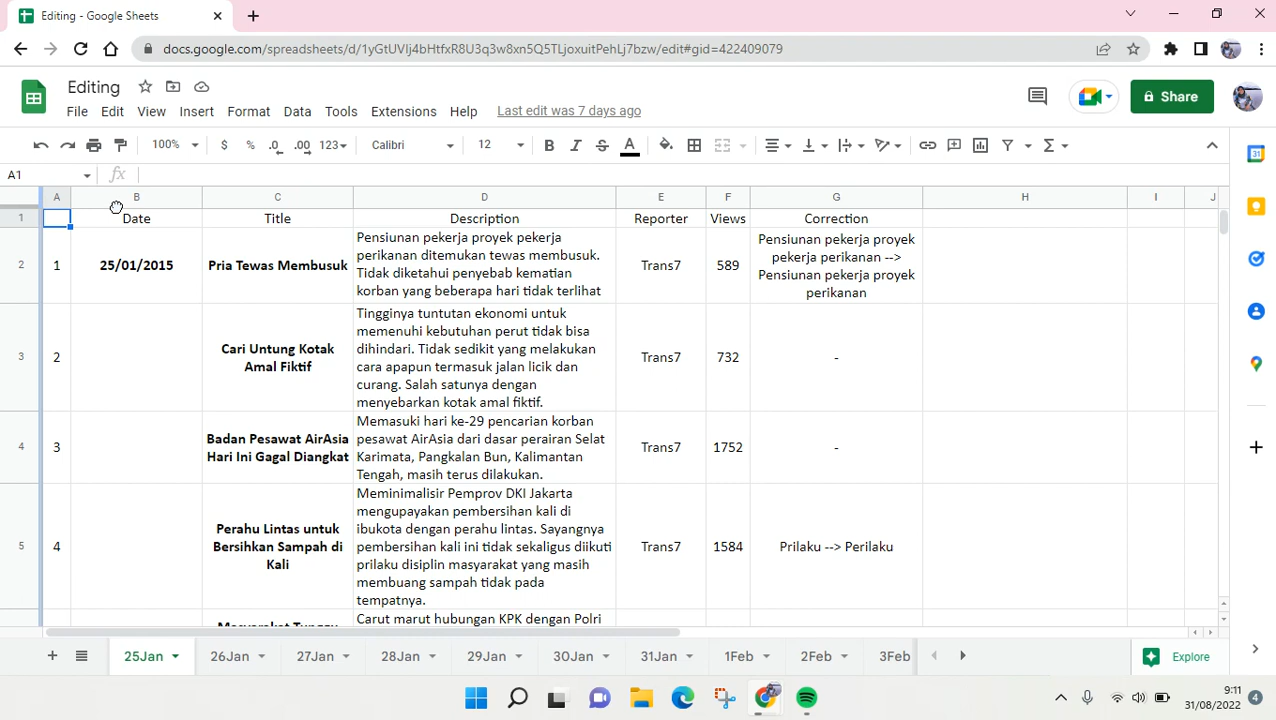 Editing - Google Sheets
docs.google.com/spreadsheets/d/1yGtUVIj4bHtfxR8U3q3w8xn5Q5TLjoxuitPehLj7bzw/edit#gid=422409079
Editing
File Edit View Insert Format Data Tools Extensions Help Last edit was 7 days ago
Share
100% $ % .0 .00 123 Calibri 12 B I S A
A1 fx
A B C D E F G H I J
1 Date Title Description Reporter Views Correction
2 1 25/01/2015 Pria Tewas Membusuk
Pensiunan pekerja proyek pekerja
perikanan ditemukan tewas membusuk.
Tidak diketahui penyebab kematian
korban yang beberapa hari tidak terlihat
Trans7 589
Pensiunan pekerja proyek
pekerja perikanan -->
Pensiunan pekerja proyek
perikanan
3 2
Cari Untung Kotak
Amal Fiktif
Tingginya tuntutan ekonomi untuk
memenuhi kebutuhan perut tidak bisa
dihindari. Tidak sedikit yang melakukan
cara apapun termasuk jalan licik dan
curang. Salah satunya dengan
menyebarkan kotak amal fiktif.
Trans7 732 -
4 3
Badan Pesawat AirAsia
Hari Ini Gagal Diangkat
Memasuki hari ke-29 pencarian korban
pesawat AirAsia dari dasar perairan Selat
Karimata, Pangkalan Bun, Kalimantan
Tengah, masih terus dilakukan.
Trans7 1752 -
5 4
Perahu Lintas untuk
Bersihkan Sampah di
Kali
Meminimalisir Pemprov DKI Jakarta
mengupayakan pembersihan kali di
ibukota dengan perahu lintas. Sayangnya
pembersihan kali ini tidak sekaligus diikuti
prilaku disiplin masyarakat yang masih
membuang sampah tidak pada
tempatnya.
Trans7 1584 Prilaku --> Perilaku
Masyarakat Tunggu
Carut marut hubungan KPK dengan Polri
25Jan 26Jan 27Jan 28Jan 29Jan 30Jan 31Jan 1Feb 2Feb 3Feb Explore
9:11
31/08/2022
4